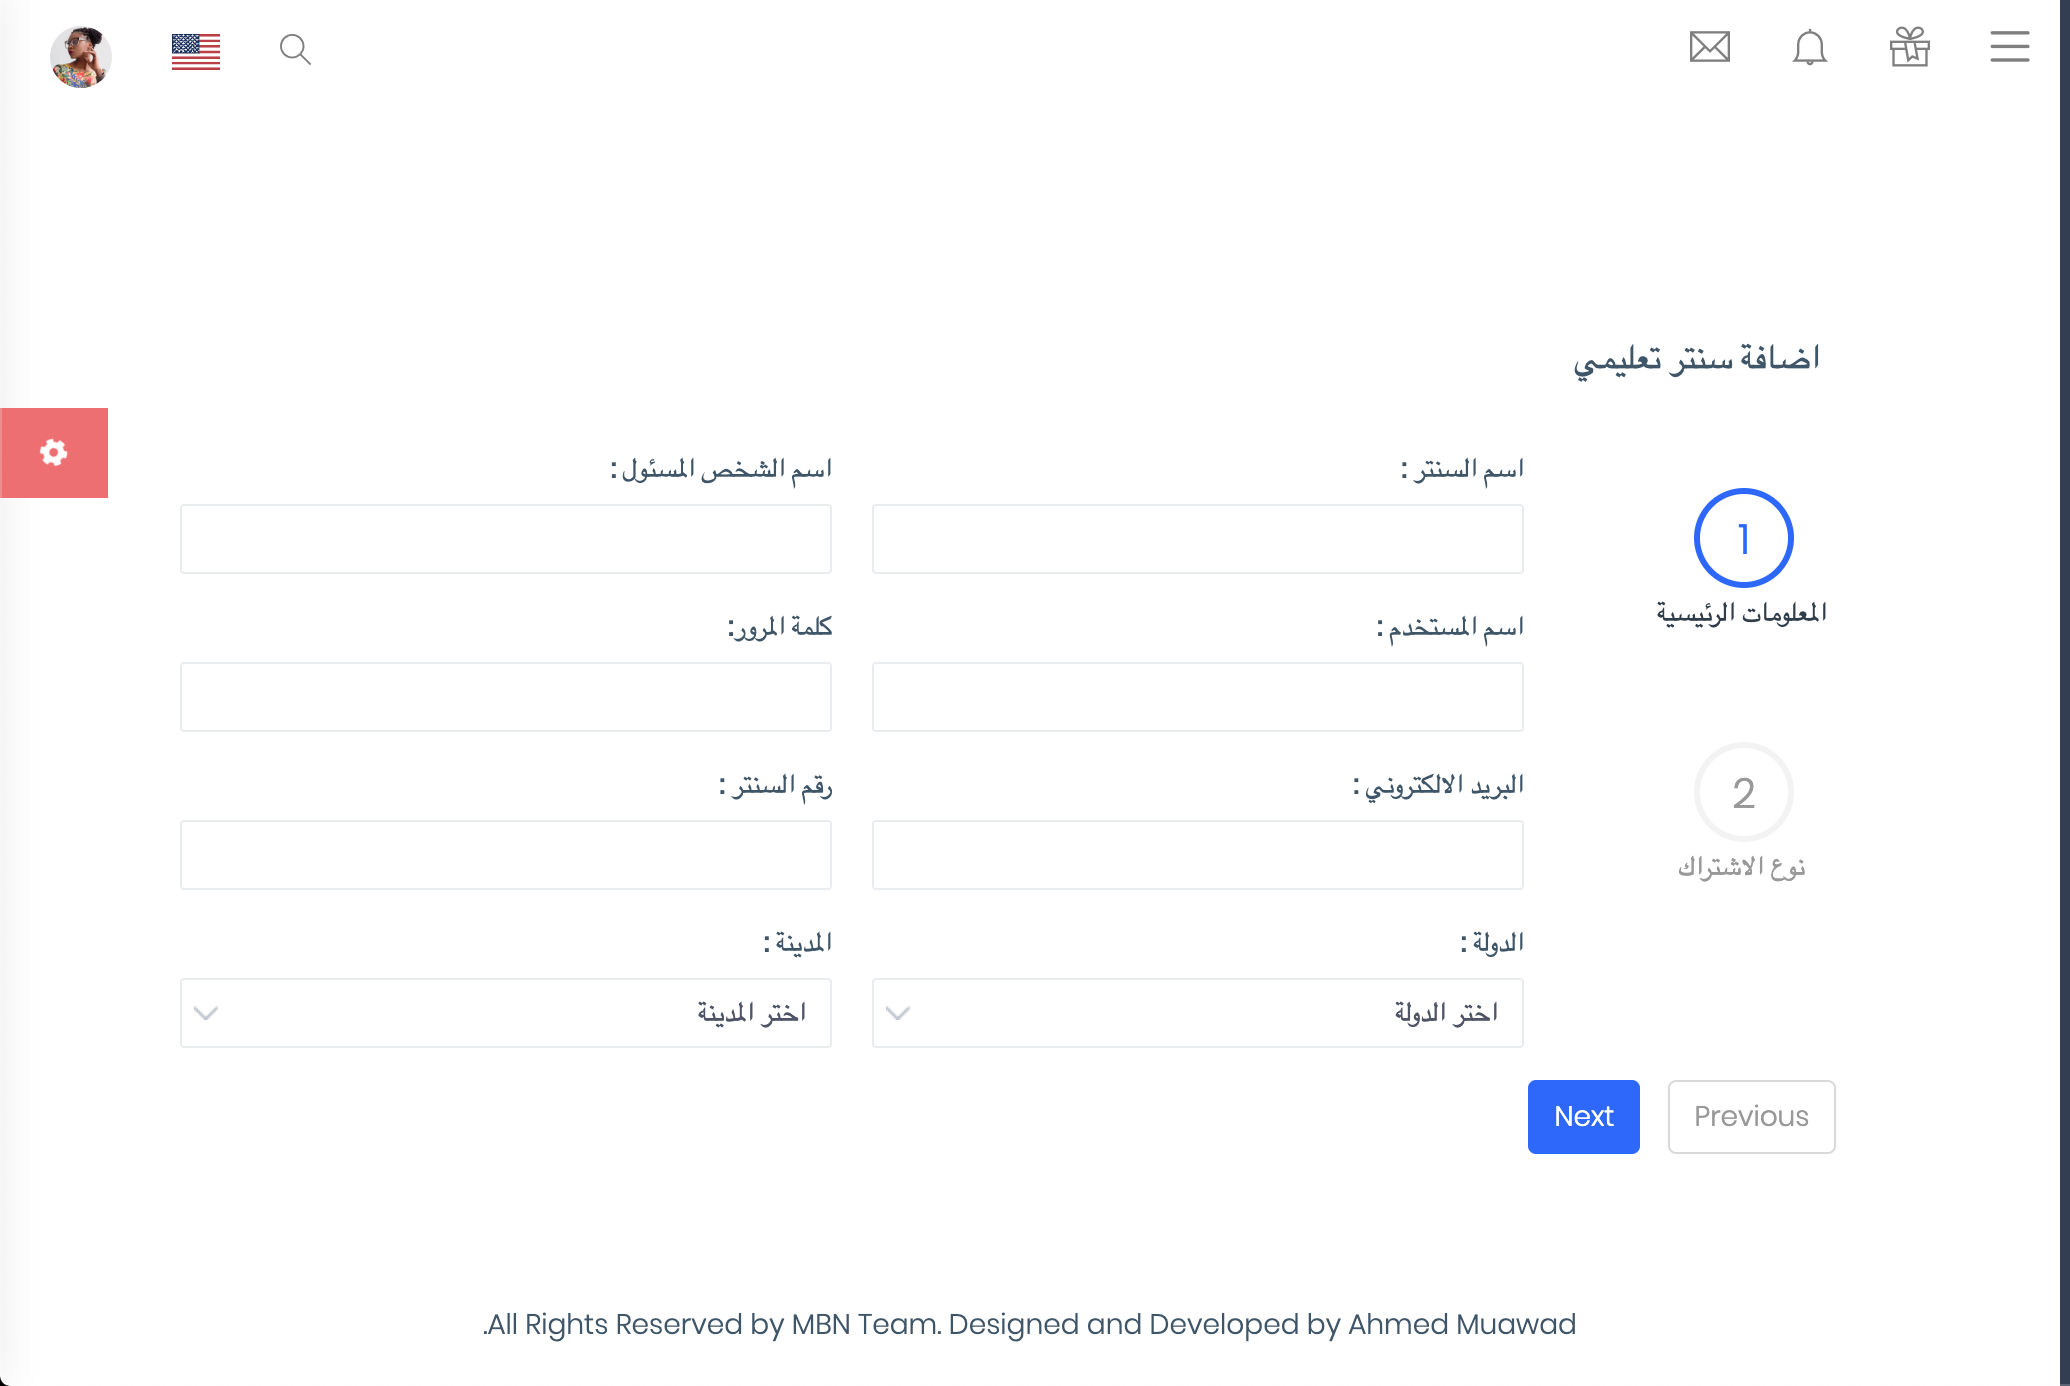 اضافة سنتر تعليمي
1
المعلومات الرئيسية
2
نوع الاشتراك
اسم السنتر :
اسم الشخص المسئول :
اسم المستخدم :
كلمة المرور:
البريد الالكتروني :
رقم السنتر :
الدولة :
المدينة :
اختر الدولة
اختر المدينة
Previous
Next
.All Rights Reserved by MBN Team. Designed and Developed by Ahmed Muawad